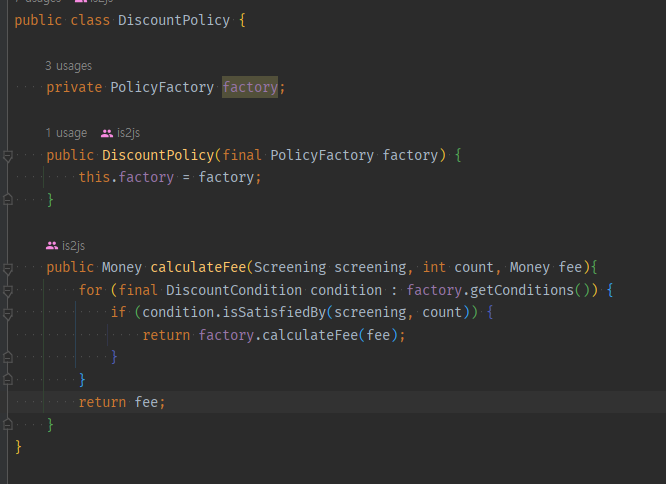 usages is2js
public class DiscountPolicy {
3 usages
private PolicyFactory factory;
1 usage is2js
public DiscountPolicy(final PolicyFactory factory) {
this.factory = factory;
}
is2js
public Money calculateFee(Screening screening, int count, Money fee){
for (final DiscountCondition condition : factory.getConditions()) {
if (condition.isSatisfiedBy(screening, count)) {
return factory.calculateFee(fee);
}
}
return fee;
}
}